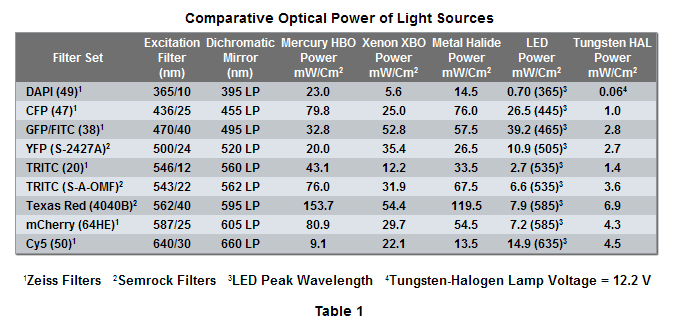 Comparative Optical Power of Light Sources
Filter Set Excitation Filter (nm) Dichromatic Mirror (nm) Mercury HBO Power mW/Cm² Xenon XBO Power mW/Cm² Metal Halide Power mW/Cm² LED Power mW/Cm² Tungsten HAL Power mW/Cm²
DAPI (49)¹ 365/10 395 LP 23.0 5.6 14.5 0.70 (365)³ 0.06⁴
CFP (47)¹ 436/25 455 LP 79.8 25.0 76.0 26.5 (445)³ 1.0
GFP/FITC (38)¹ 470/40 495 LP 32.8 52.8 57.5 39.2 (465)³ 2.8
YFP (S-2427A)² 500/24 520 LP 20.0 35.4 26.5 10.9 (505)³ 2.7
TRITC (20)¹ 546/12 560 LP 43.1 12.2 33.5 2.7 (535)³ 1.4
TRITC (S-A-OMF)² 543/22 562 LP 76.0 31.9 67.5 6.6 (535)³ 3.6
Texas Red (4040B)² 562/40 595 LP 153.7 54.4 119.5 7.9 (585)³ 6.9
mCherry (64HE)¹ 587/25 605 LP 80.9 29.7 54.5 7.2 (585)³ 4.3
Cy5 (50)¹ 640/30 660 LP 9.1 22.1 13.5 14.9 (635)³ 4.5
¹Zeiss Filters ²Semrock Filters ³LED Peak Wavelength ⁴Tungsten-Halogen Lamp Voltage = 12.2 V
Table 1